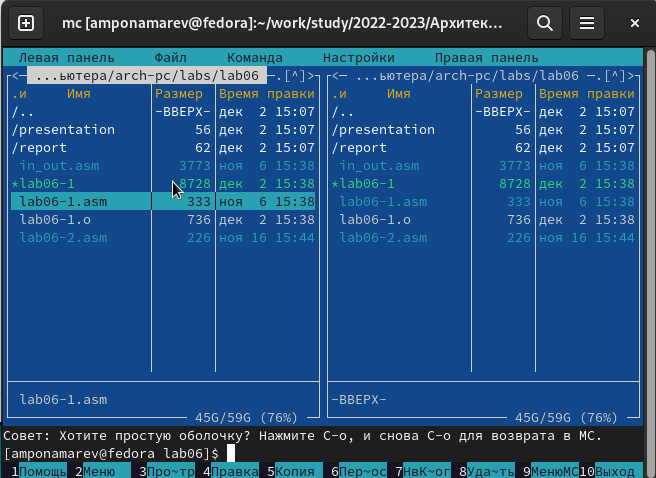 mc [amponamarev@fedora]:~/work/study/2022-2023/Архитек...
Левая панель Файл Команда Настройки Правая панель
<— ...ьютера/arch-pc/labs/lab06 —.[^]> <— ...ьютера/arch-pc/labs/lab06 —.[^]>
.и Имя Размер Время правки .и Имя Размер Время правки
/.. -ВВЕРХ- дек 2 15:07 /.. -ВВЕРХ- дек 2 15:07
/presentation 56 дек 2 15:07 /presentation 56 дек 2 15:07
/report 62 дек 2 15:07 /report 62 дек 2 15:07
in_out.asm 3773 ноя 6 15:38 in_out.asm 3773 ноя 6 15:38
*lab06-1 8728 дек 2 15:38 *lab06-1 8728 дек 2 15:38
lab06-1.asm 333 ноя 6 15:38 lab06-1.asm 333 ноя 6 15:38
lab06-1.o 736 дек 2 15:38 lab06-1.o 736 дек 2 15:38
lab06-2.asm 226 ноя 16 15:44 lab06-2.asm 226 ноя 16 15:44
lab06-1.asm -ВВЕРХ-
45G/59G (76%) 45G/59G (76%)
Совет: Хотите простую оболочку? Нажмите C-o, и снова C-o для возврата в MC.
[amponamarev@fedora lab06]$
1Помощь 2Меню 3Про~тр 4Правка 5Копия 6Пер~ос 7НвК~ог 8Уда~ть 9МенюMC10Выход